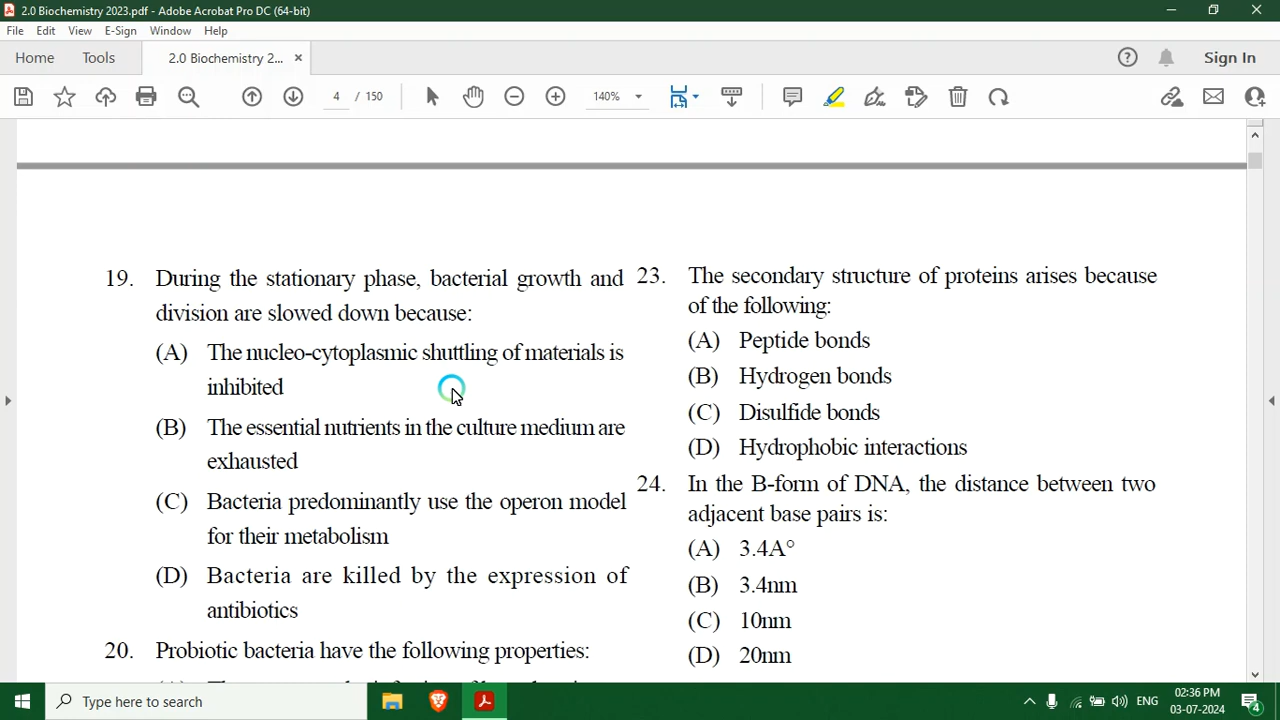 2.0 Biochemistry 2023.pdf - Adobe Acrobat Pro DC (64-bit)
File Edit View E-Sign Window Help
Home Tools 2.0 Biochemistry 2... × Sign In
4 / 150 140%
19. During the stationary phase, bacterial growth and
division are slowed down because:
(A) The nucleo-cytoplasmic shuttling of materials is
inhibited
(B) The essential nutrients in the culture medium are
exhausted
(C) Bacteria predominantly use the operon model
for their metabolism
(D) Bacteria are killed by the expression of
antibiotics
20. Probiotic bacteria have the following properties:
23. The secondary structure of proteins arises because
of the following:
(A) Peptide bonds
(B) Hydrogen bonds
(C) Disulfide bonds
(D) Hydrophobic interactions
24. In the B-form of DNA, the distance between two
adjacent base pairs is:
(A) 3.4A°
(B) 3.4nm
(C) 10nm
(D) 20nm
Type here to search
ENG
02:36 PM
03-07-2024
4